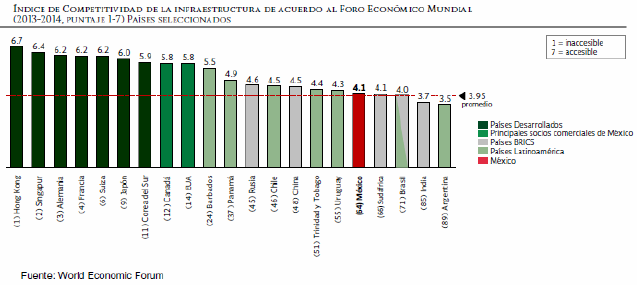 ÍNDICE DE COMPETITIVIDAD DE LA INFRAESTRUCTURA DE ACUERDO AL FORO ECONÓMICO MUNDIAL
(2013-2014, PUNTAJE 1-7) PAÍSES SELECCIONADOS
1 = inaccesible
7 = accesible
6.7
6.4
6.2
6.2
6.2
6.0
5.9
5.8
5.8
5.5
4.9
4.6
4.5
4.5
4.4
4.3
4.1
4.1
4.0
3.7
3.5
3.95
promedio
Países Desarrollados
Principales socios comerciales de México
Países BRICS
Países Latinoamérica
México
(1) Hong Kong
(2) Singapur
(3) Alemania
(4) Francia
(6) Suiza
(9) Japón
(11) Corea del Sur
(12) Canadá
(14) EUA
(24) Barbados
(37) Panamá
(45) Rusia
(46) Chile
(48) China
(51) Trinidad y Tobago
(55) Uruguay
(64) México
(66) Sudáfrica
(71) Brasil
(85) India
(89) Argentina
Fuente: World Economic Forum